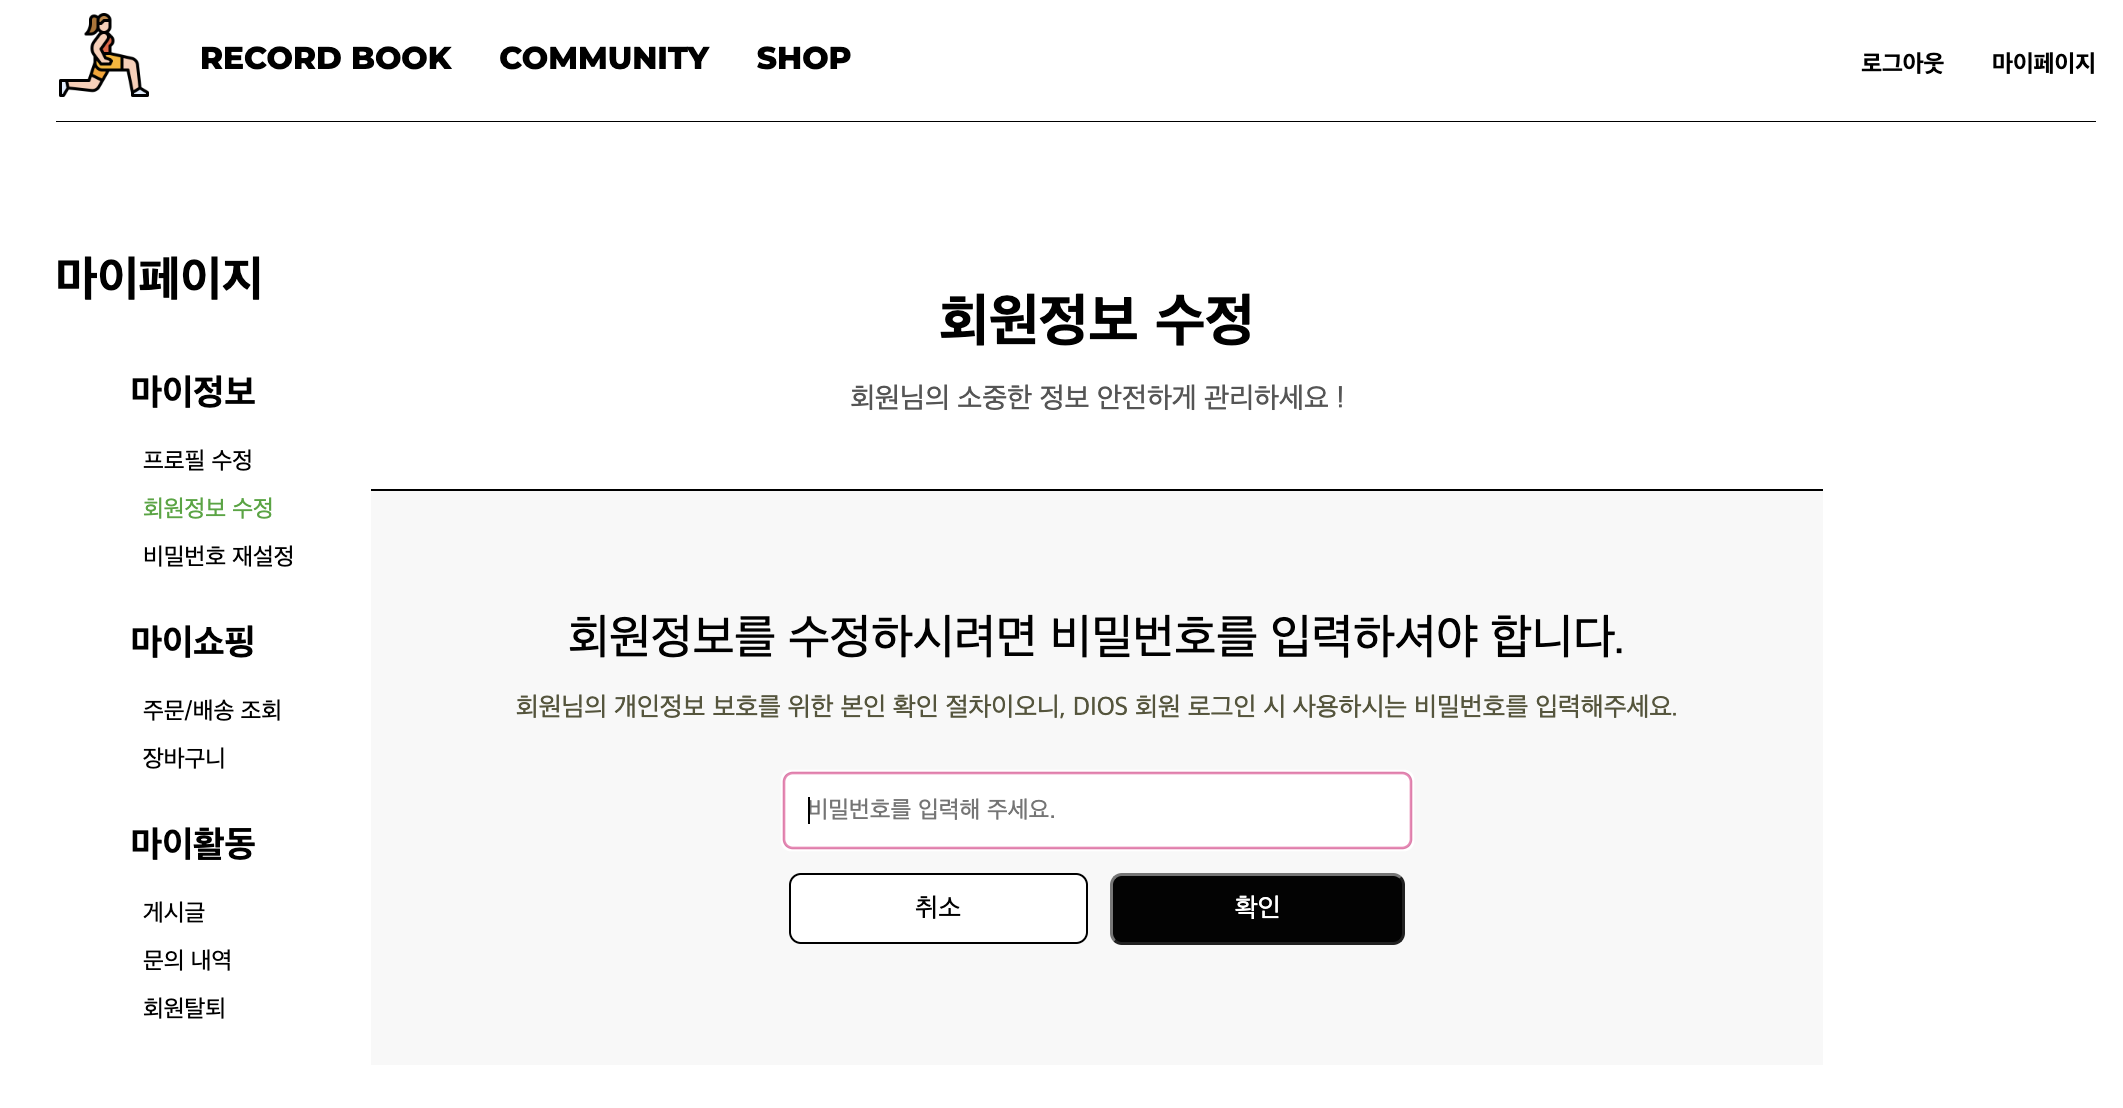 RECORD BOOK COMMUNITY SHOP 로그아웃 마이페이지
마이페이지
마이정보
프로필 수정
회원정보 수정
비밀번호 재설정
마이쇼핑
주문/배송 조회
장바구니
마이활동
게시글
문의 내역
회원탈퇴
회원정보 수정
회원님의 소중한 정보 안전하게 관리하세요 !
회원정보를 수정하시려면 비밀번호를 입력하셔야 합니다.
회원님의 개인정보 보호를 위한 본인 확인 절차이오니, DIOS 회원 로그인 시 사용하시는 비밀번호를 입력해주세요.
비밀번호를 입력해 주세요.
취소 확인